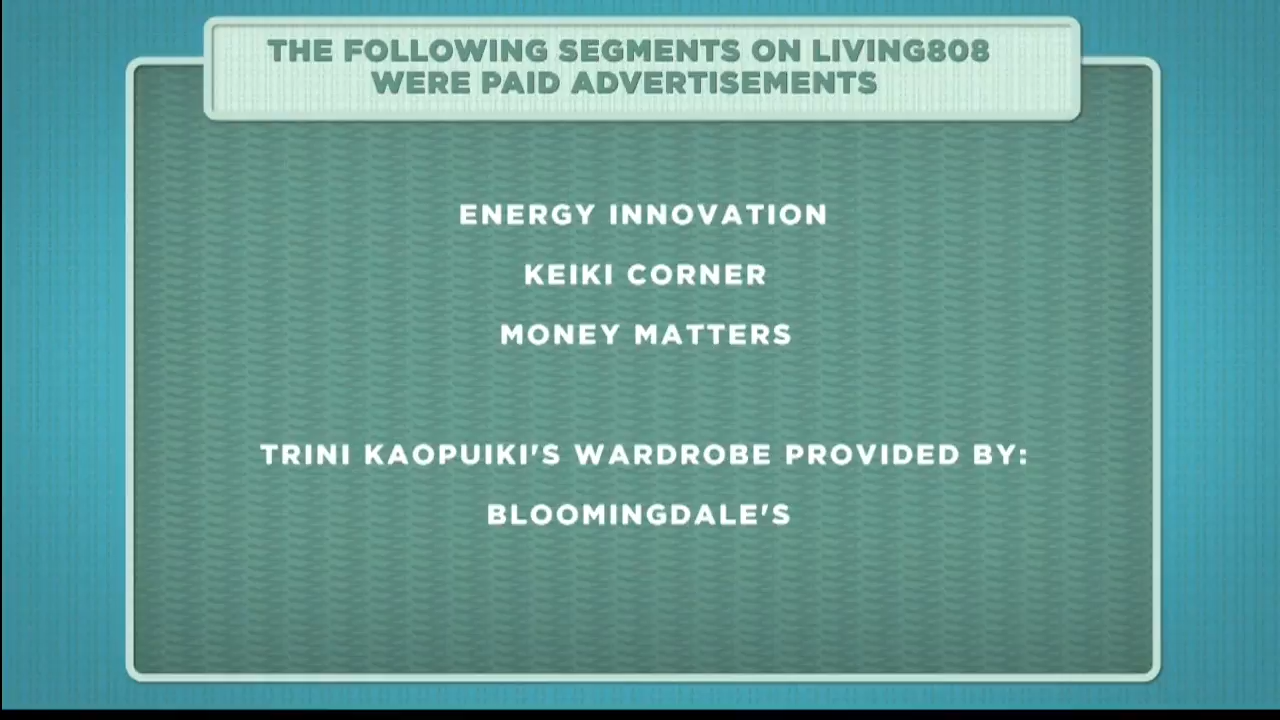 THE FOLLOWING SEGMENTS ON LIVING808
WERE PAID ADVERTISEMENTS
ENERGY INNOVATION
KEIKI CORNER
MONEY MATTERS
TRINI KAOPUIKI'S WARDROBE PROVIDED BY:
BLOOMINGDALE'S